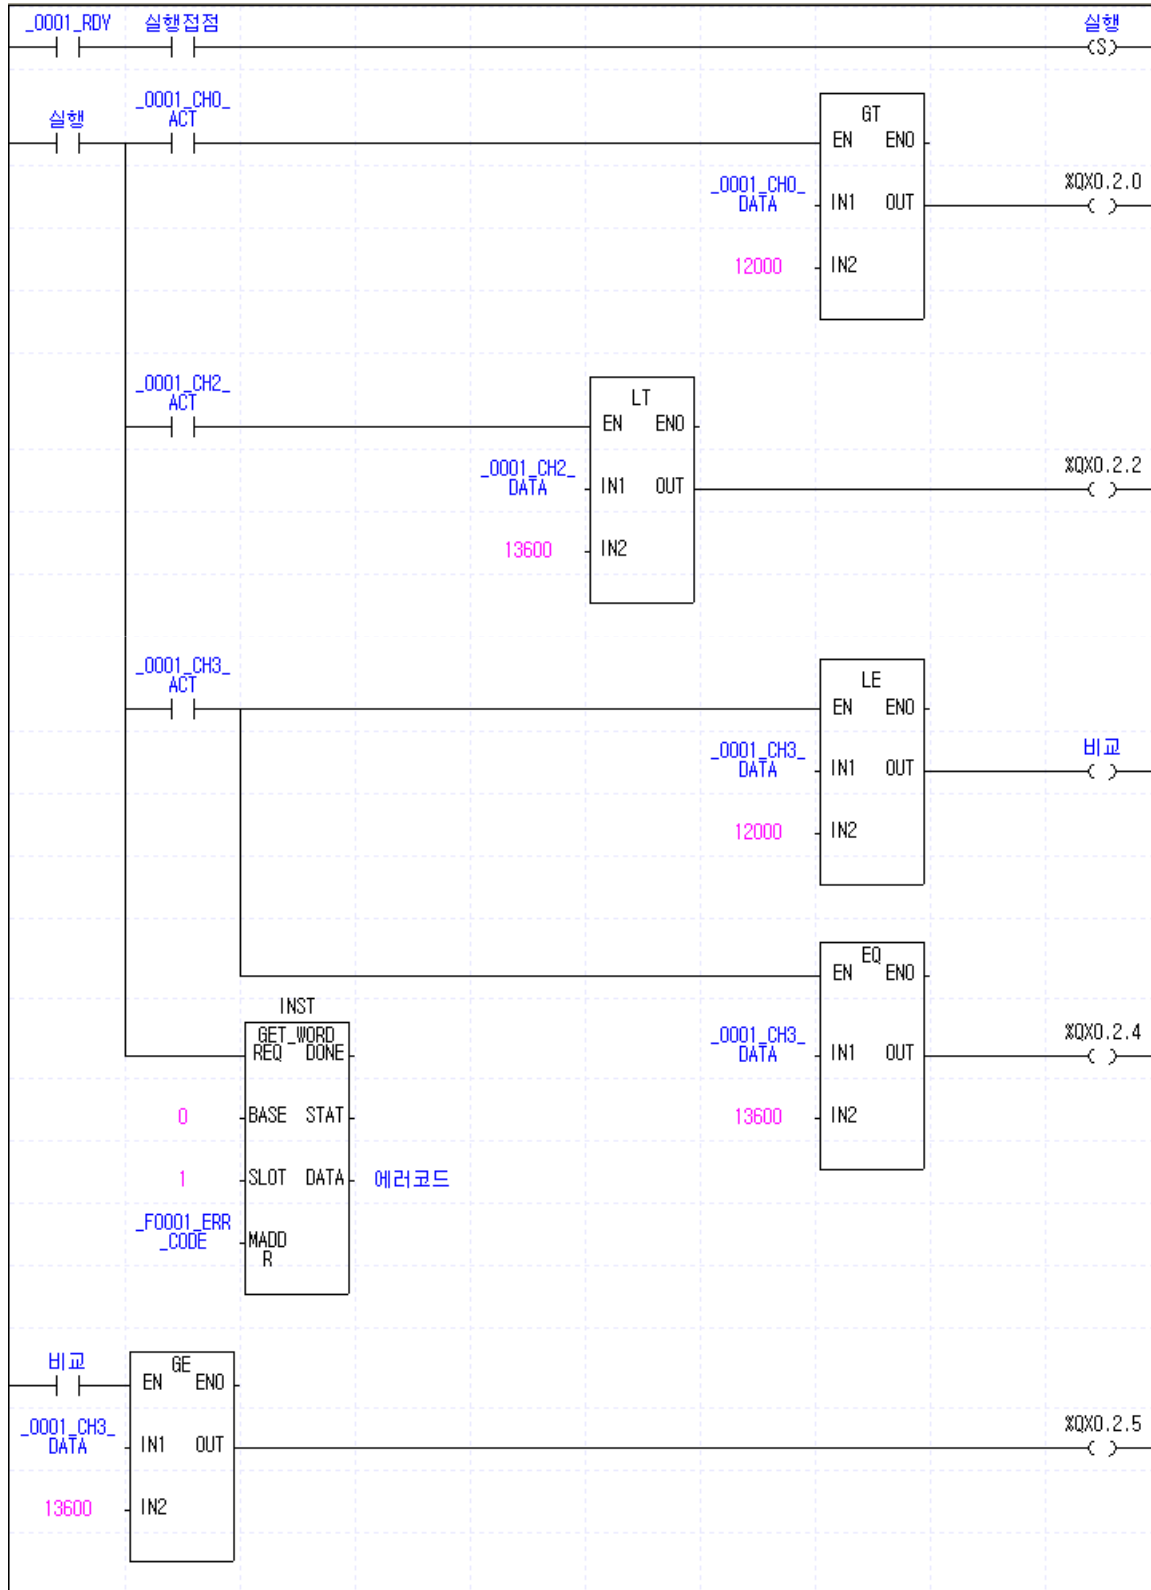 _0001_RDY 실행접점 실행
(S)
실행 _0001_CH0_
ACT
GT
EN ENO
_0001_CH0_
DATA IN1 OUT %QX0.2.0
12000 IN2
_0001_CH2_
ACT
LT
EN ENO
_0001_CH2_
DATA IN1 OUT %QX0.2.2
13600 IN2
_0001_CH3_
ACT
LE
EN ENO
_0001_CH3_
DATA IN1 OUT 비교
12000 IN2
EQ
EN ENO
INST
GET_WORD
REQ DONE
_0001_CH3_
DATA IN1 OUT %QX0.2.4
0 BASE STAT 13600 IN2
1 SLOT DATA 에러코드
_F0001_ERR
_CODE MADD
R
비교 GE
EN ENO
_0001_CH3_
DATA IN1 OUT %QX0.2.5
13600 IN2